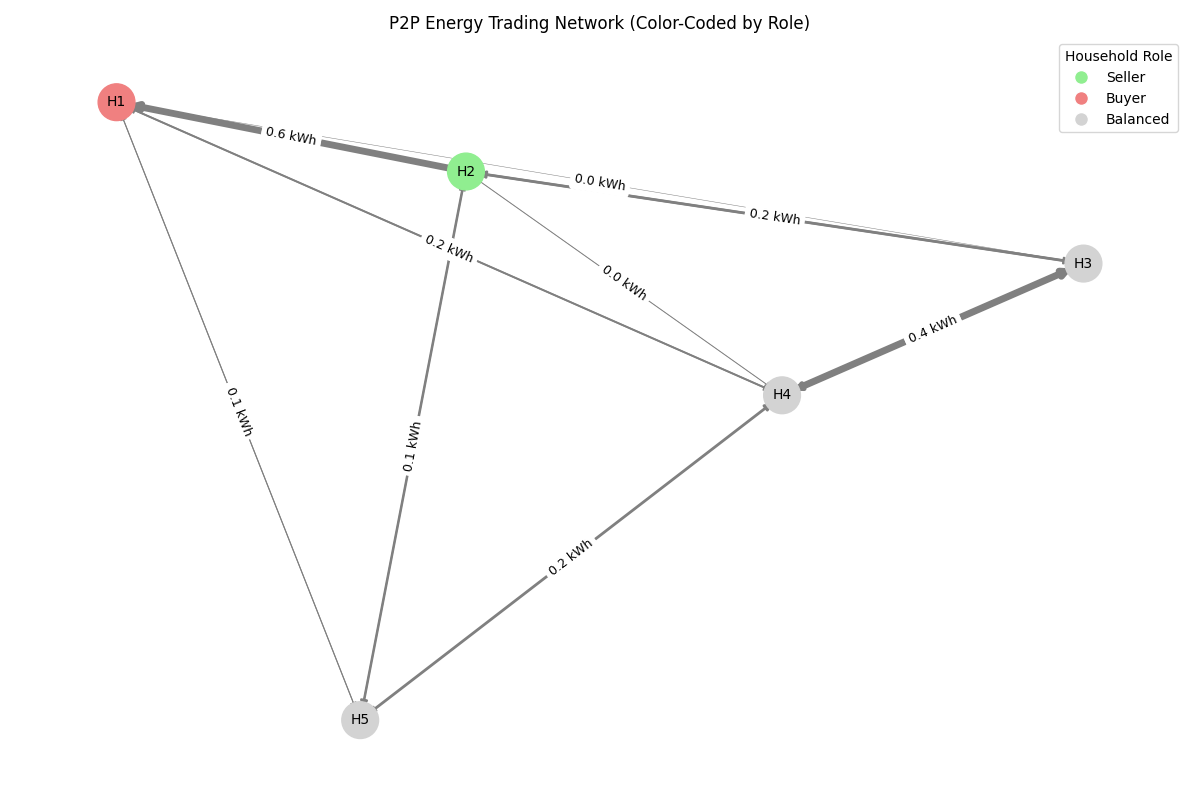 P2P Energy Trading Network (Color-Coded by Role)
Household Role
Seller
Buyer
Balanced
H1
0.6 kWh
H2
0.0 kWh
0.2 kWh
0.2 kWh
H3
0.0 kWh
0.4 kWh
H4
0.1 kWh
0.1 kWh
0.2 kWh
H5